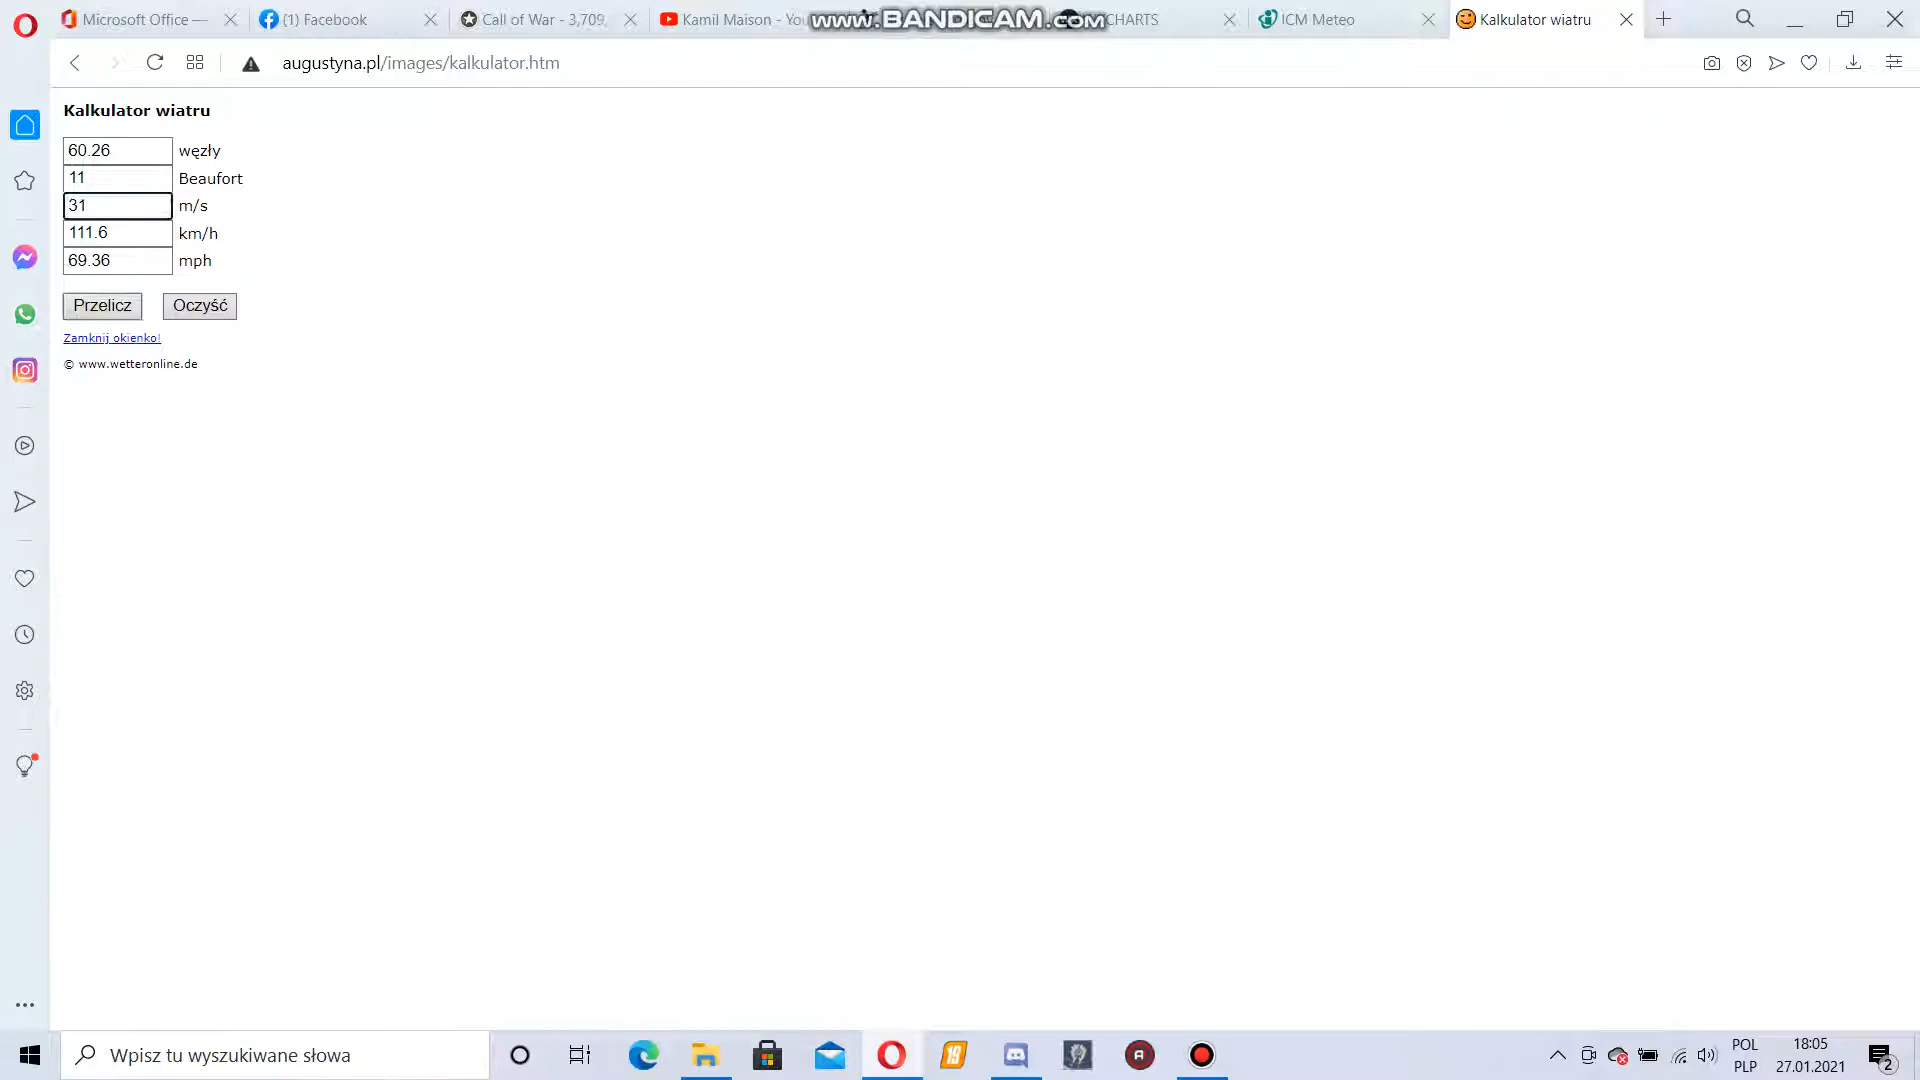 Microsoft Office —
(1) Facebook
Call of War - 3,709,
Kamil Maison - You
www.BANDICAM.com
CHARTS
ICM Meteo
Kalkulator wiatru
augustyna.pl/images/kalkulator.htm
Kalkulator wiatru
60.26 węzły
11 Beaufort
31 m/s
111.6 km/h
69.36 mph
Przelicz Oczyść
Zamknij okienko!
© www.wetteronline.de
Wpisz tu wyszukiwane słowa
19
A
POL
PLP
18:05
27.01.2021
2